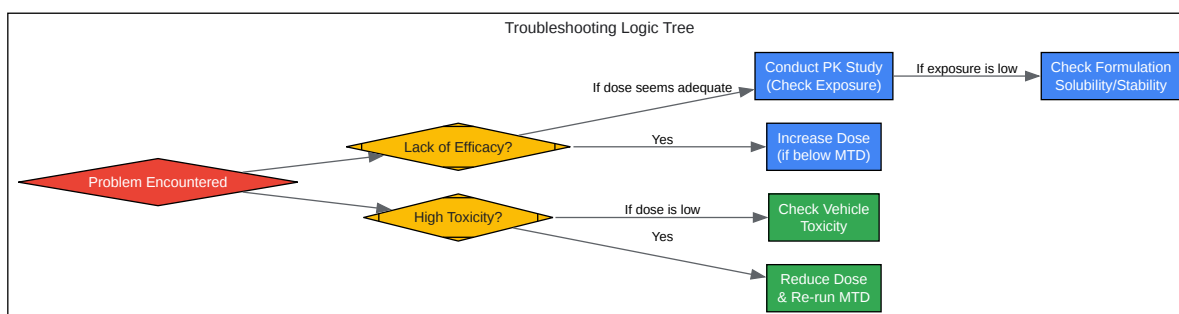 Troubleshooting Logic Tree
Problem Encountered
Lack of Efficacy?
High Toxicity?
If dose seems adequate
Conduct PK Study
(Check Exposure)
If exposure is low
Check Formulation
Solubility/Stability
Yes
Increase Dose
(if below MTD)
If dose is low
Check Vehicle
Toxicity
Yes
Reduce Dose
& Re-run MTD